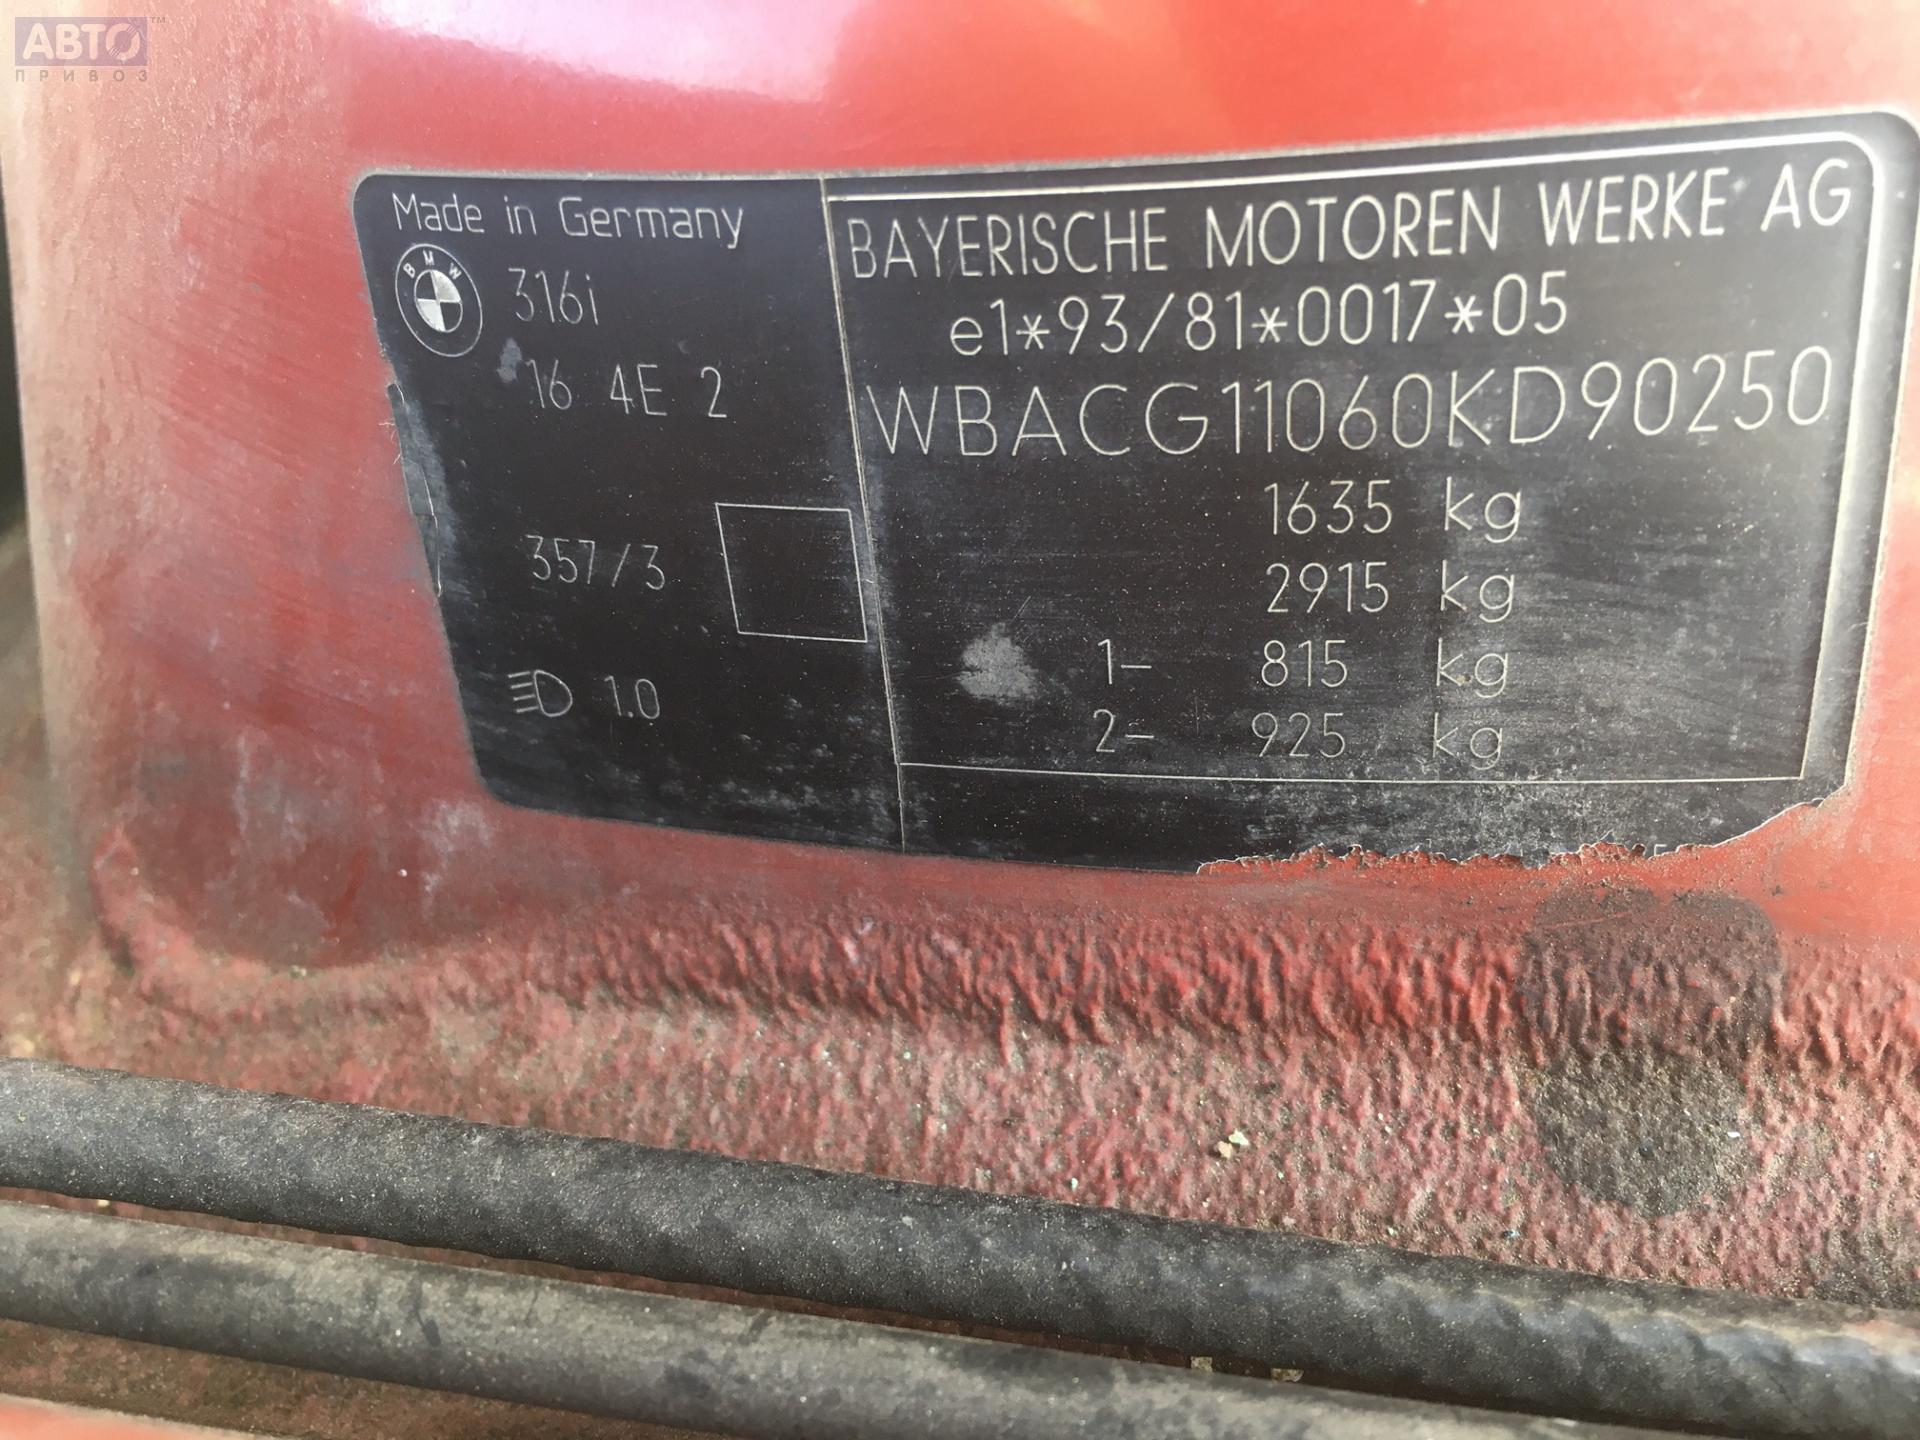 АВТО™
ПРИВОЗ
Made in Germany
BMW
316i
16 4E 2
357/3
1.0
BAYERISCHE MOTOREN WERKE AG
e1*93/81*0017*05
WBACG11060KD90250
1635 kg
2915 kg
1- 815 kg
2- 925 kg